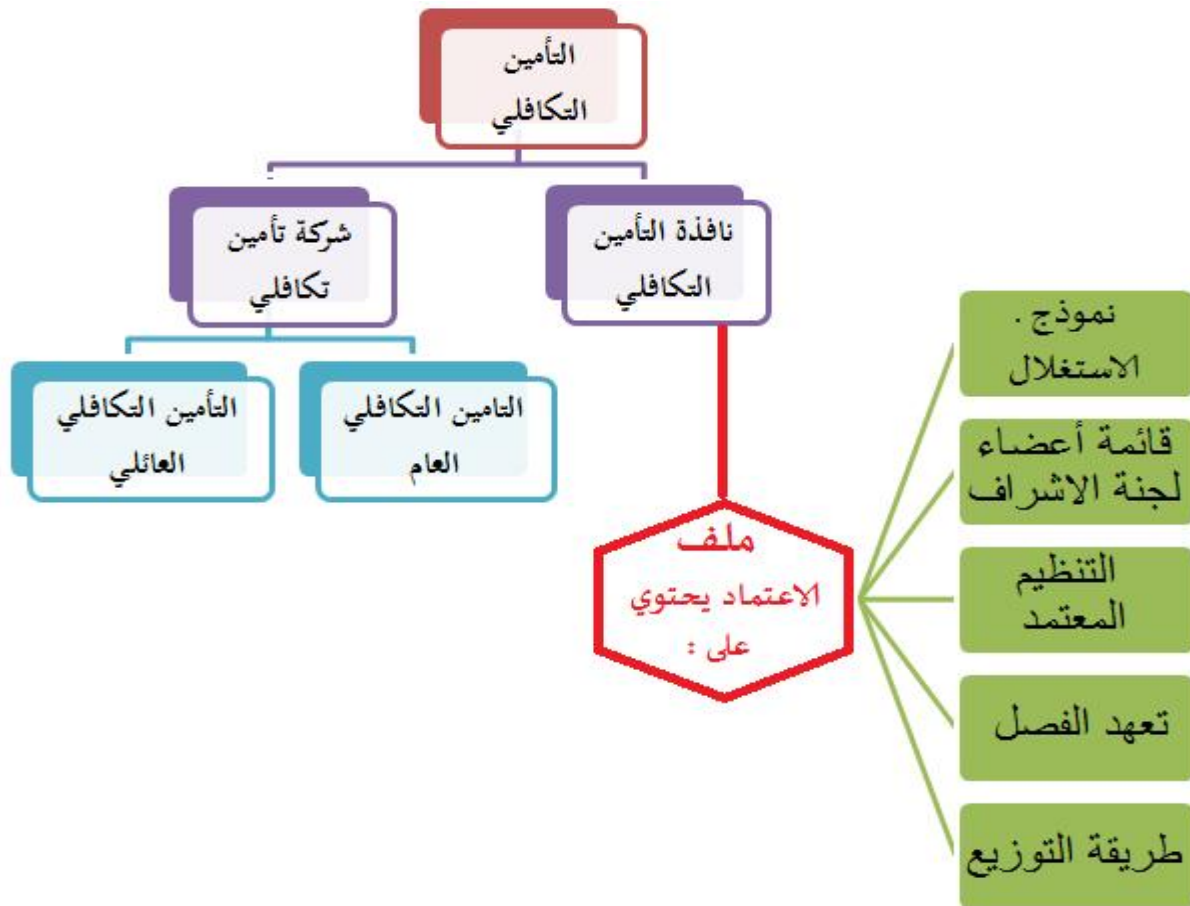 التأمين
التكافلي
نافذة التأمين
التكافلي
شركة تأمين
تكافلي
التامين التكافلي
العام
التأمين التكافلي
العائلي
ملف
الاعتماد يحتوي
على :
نموذج .
الاستغلال
قائمة أعضاء
لجنة الاشراف
التنظيم
المعتمد
تعهد الفصل
طريقة التوزيع